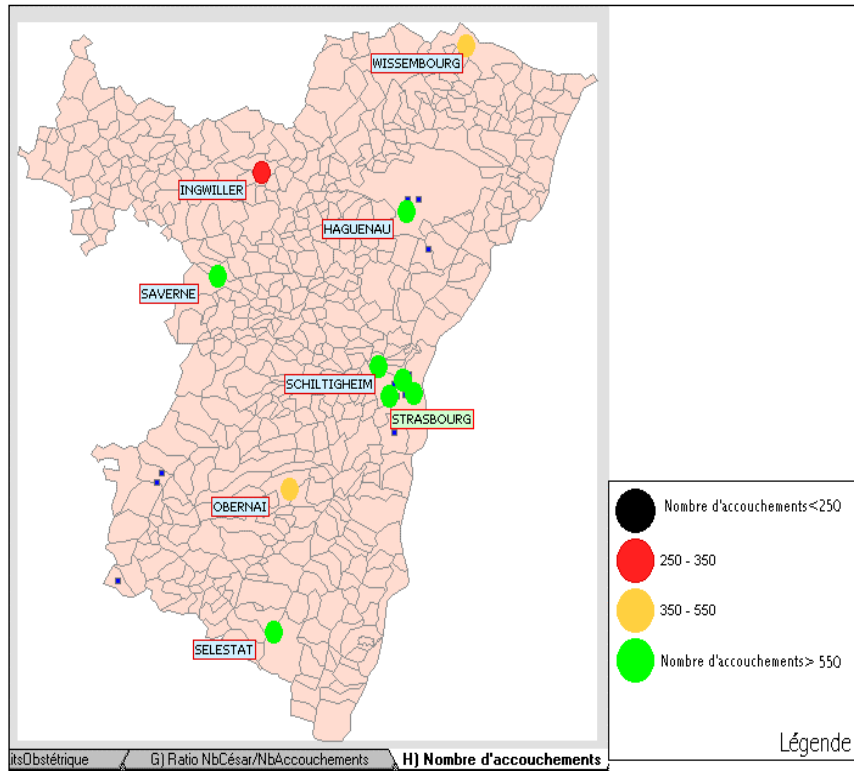 WISSEMBOURG
INGWILLER
HAGUENAU
SAVERNE
SCHILTIGHEIM
STRASBOURG
OBERNAI
SELESTAT
Nombre d'accouchements<250
250 - 350
350 - 550
Nombre d'accouchements> 550
Légende
itsObstétrique
G) Ratio NbCésar/NbAccouchements
H) Nombre d'accouchements